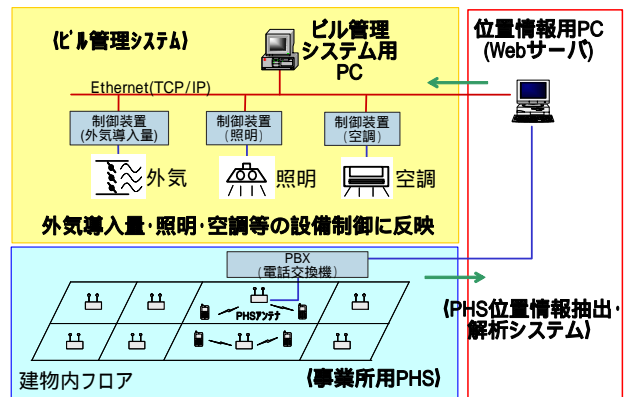 (ビル管理システム)
ビル管理
システム用
PC
Ethernet(TCP/IP)
制御装置
(外気導入量)
制御装置
(照明)
制御装置
(空調)
外気
照明
空調
外気導入量・照明・空調等の設備制御に反映
位置情報用PC
(Webサーバ)
PBX
(電話交換機)
PHSアンテナ
建物内フロア
(事業所用PHS)
(PHS位置情報抽出・
解析システム)